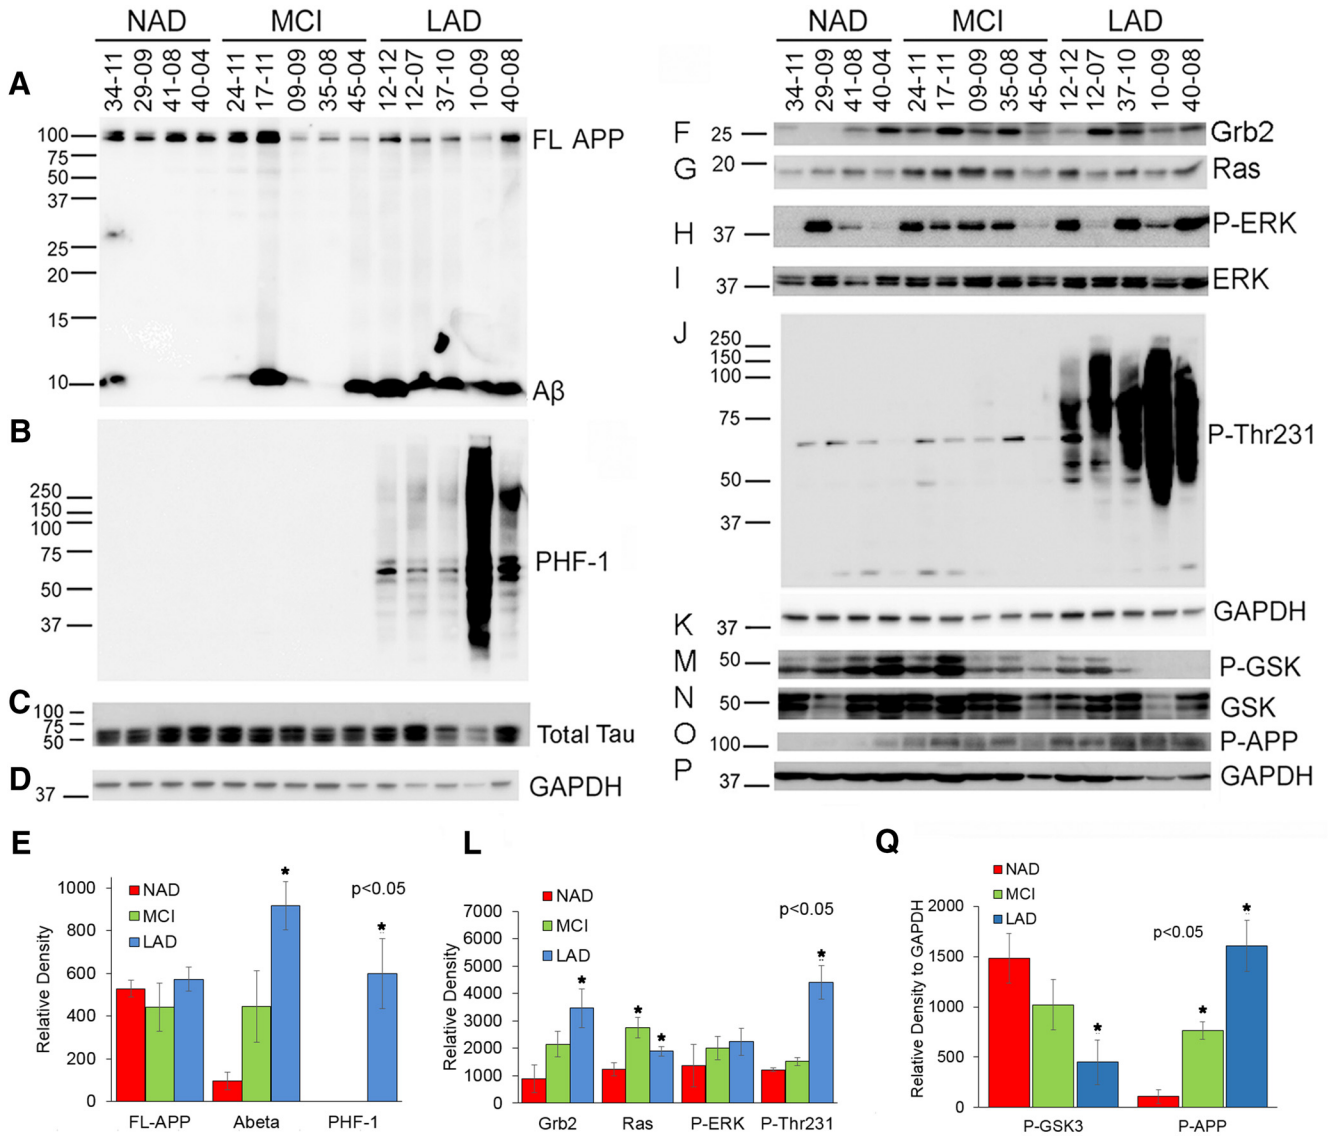 NAD MCI LAD
34-11 29-09 41-08 40-04 24-11 17-11 09-09 35-08 45-04 12-12 12-07 37-10 10-09 40-08
A
100
75
50
37
25
20
15
10
FL APP
Aβ
B
250
150
100
75
50
37
PHF-1
C
100
75
50
Total Tau
D
37
GAPDH
NAD MCI LAD
34-11 29-09 41-08 40-04 24-11 17-11 09-09 35-08 45-04 12-12 12-07 37-10 10-09 40-08
F 25 Grb2
G 20 Ras
H 37 P-ERK
I 37 ERK
J
250
150
100
75
50
37
P-Thr231
K 37 GAPDH
M 50 P-GSK
N 50 GSK
O 100 P-APP
P 37 GAPDH
E
Relative Density
1000
800
600
400
200
0
NAD
MCI
LAD
*
p<0.05
*
FL-APP Abeta PHF-1
L
Relative Density
7000
6000
5000
4000
3000
2000
1000
0
NAD
MCI
LAD
p<0.05
*
*
*
*
Grb2 Ras P-ERK P-Thr231
Q
Relative Density to GAPDH
2000
1500
1000
500
0
NAD
MCI
LAD
*
p<0.05
*
*
P-GSK3 P-APP